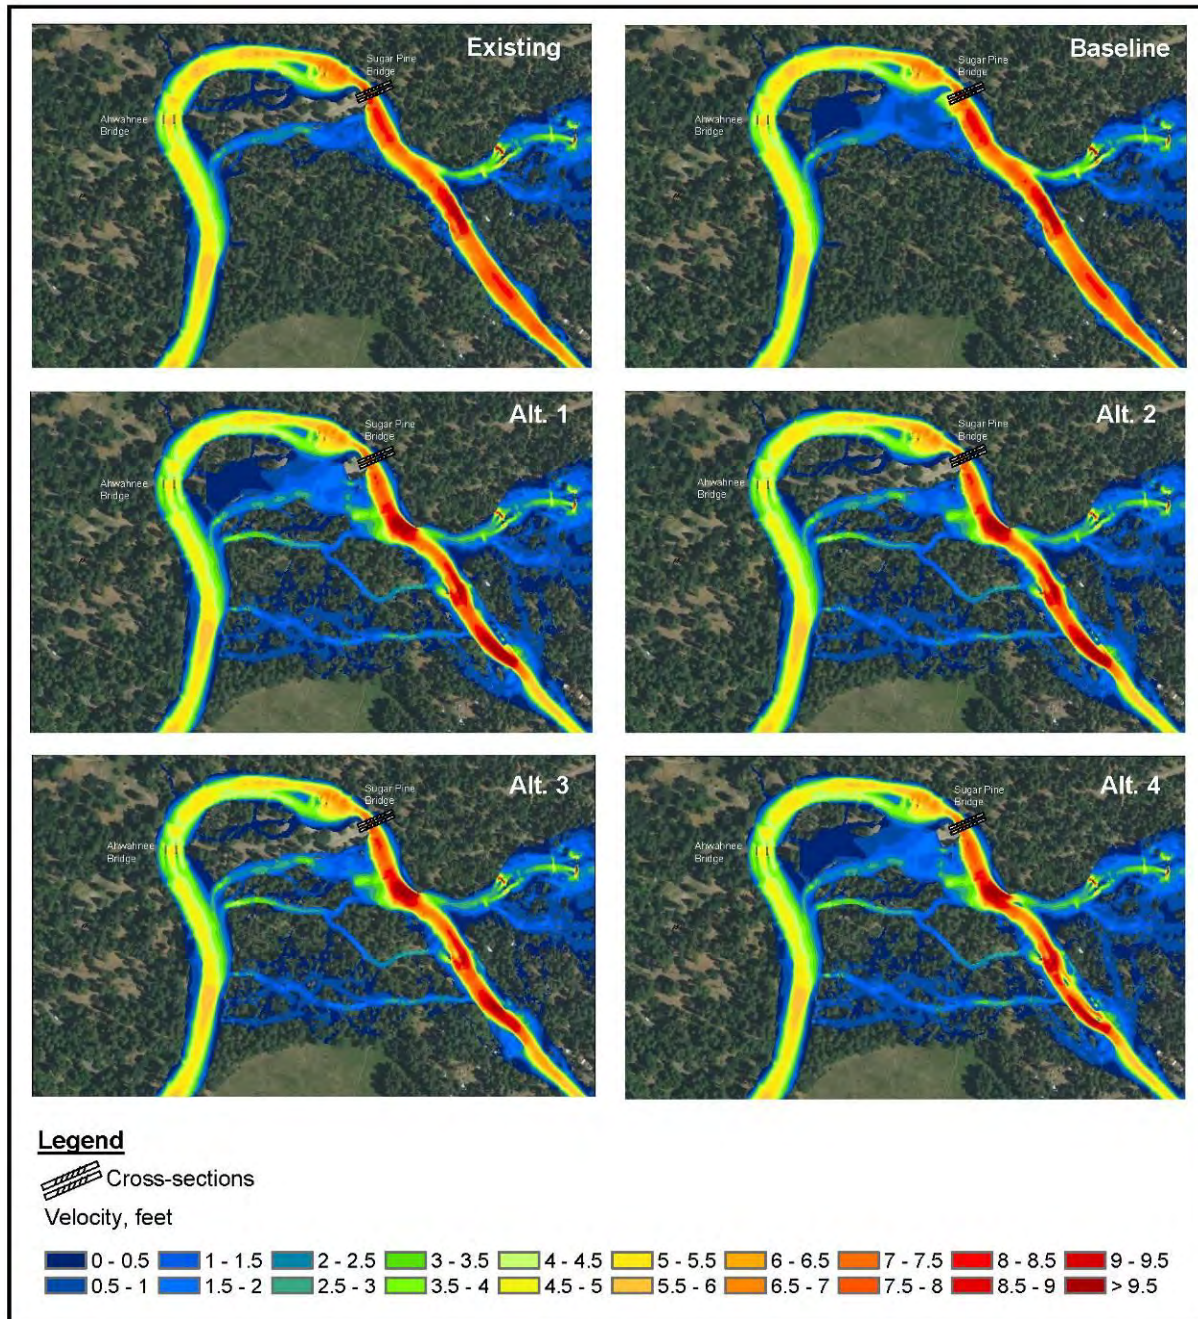 Existing
Sugar Pine
Bridge
Ahwahnee
Bridge
Baseline
Sugar Pine
Bridge
Ahwahnee
Bridge
Alt. 1
Sugar Pine
Bridge
Ahwahnee
Bridge
Alt. 2
Sugar Pine
Bridge
Ahwahnee
Bridge
Alt. 3
Sugar Pine
Bridge
Ahwahnee
Bridge
Alt. 4
Sugar Pine
Bridge
Ahwahnee
Bridge
Legend
Cross-sections
Velocity, feet
0 - 0.5 1 - 1.5 2 - 2.5 3 - 3.5 4 - 4.5 5 - 5.5 6 - 6.5 7 - 7.5 8 - 8.5 9 - 9.5
0.5 - 1 1.5 - 2 2.5 - 3 3.5 - 4 4.5 - 5 5.5 - 6 6.5 - 7 7.5 - 8 8.5 - 9 > 9.5